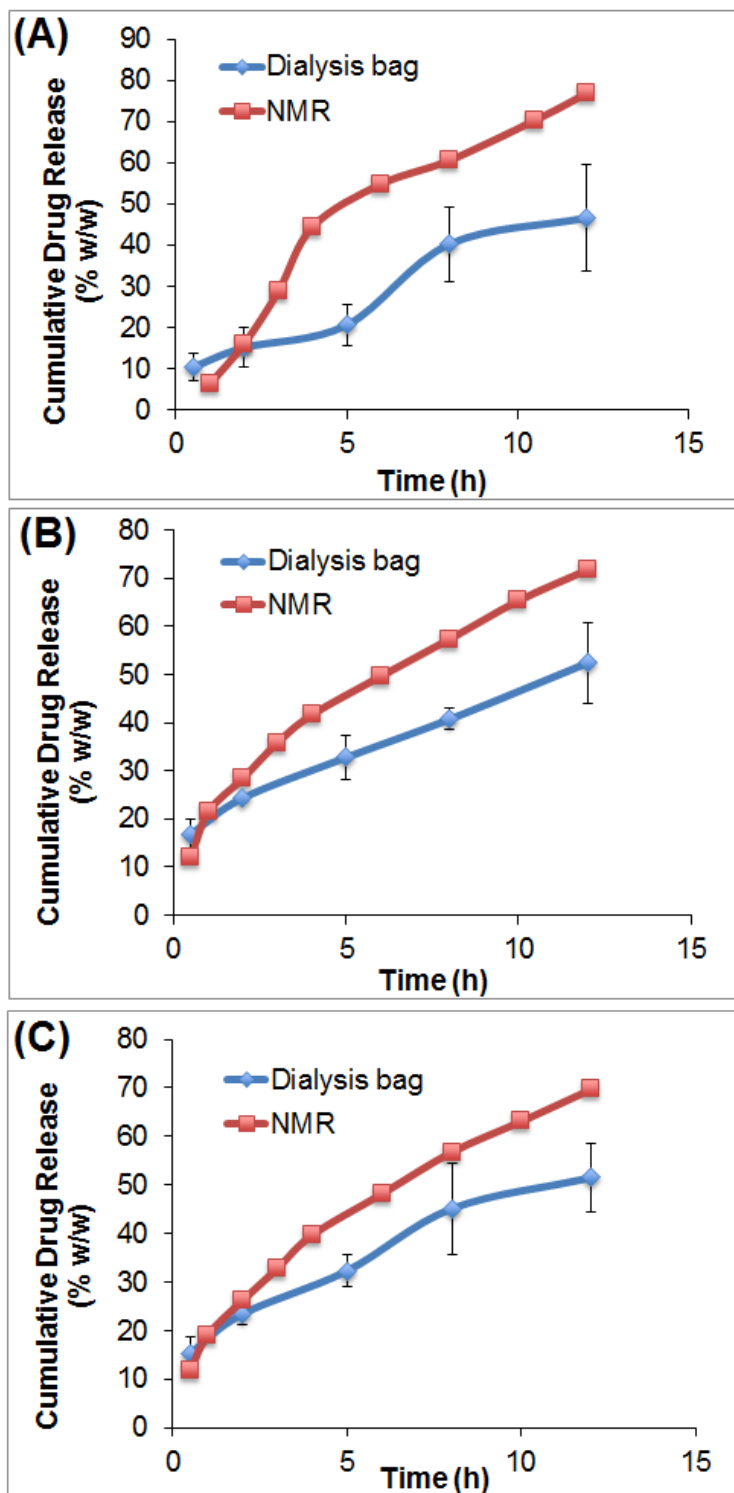 (A)
Cumulative Drug Release
(% w/w)
90
80
70
60
50
40
30
20
10
0
Dialysis bag
NMR
0 5 10 15
Time (h)
(B)
Cumulative Drug Release
(% w/w)
80
70
60
50
40
30
20
10
0
Dialysis bag
NMR
0 5 10 15
Time (h)
(C)
Cumulative Drug Release
(% w/w)
80
70
60
50
40
30
20
10
0
Dialysis bag
NMR
0 5 10 15
Time (h)